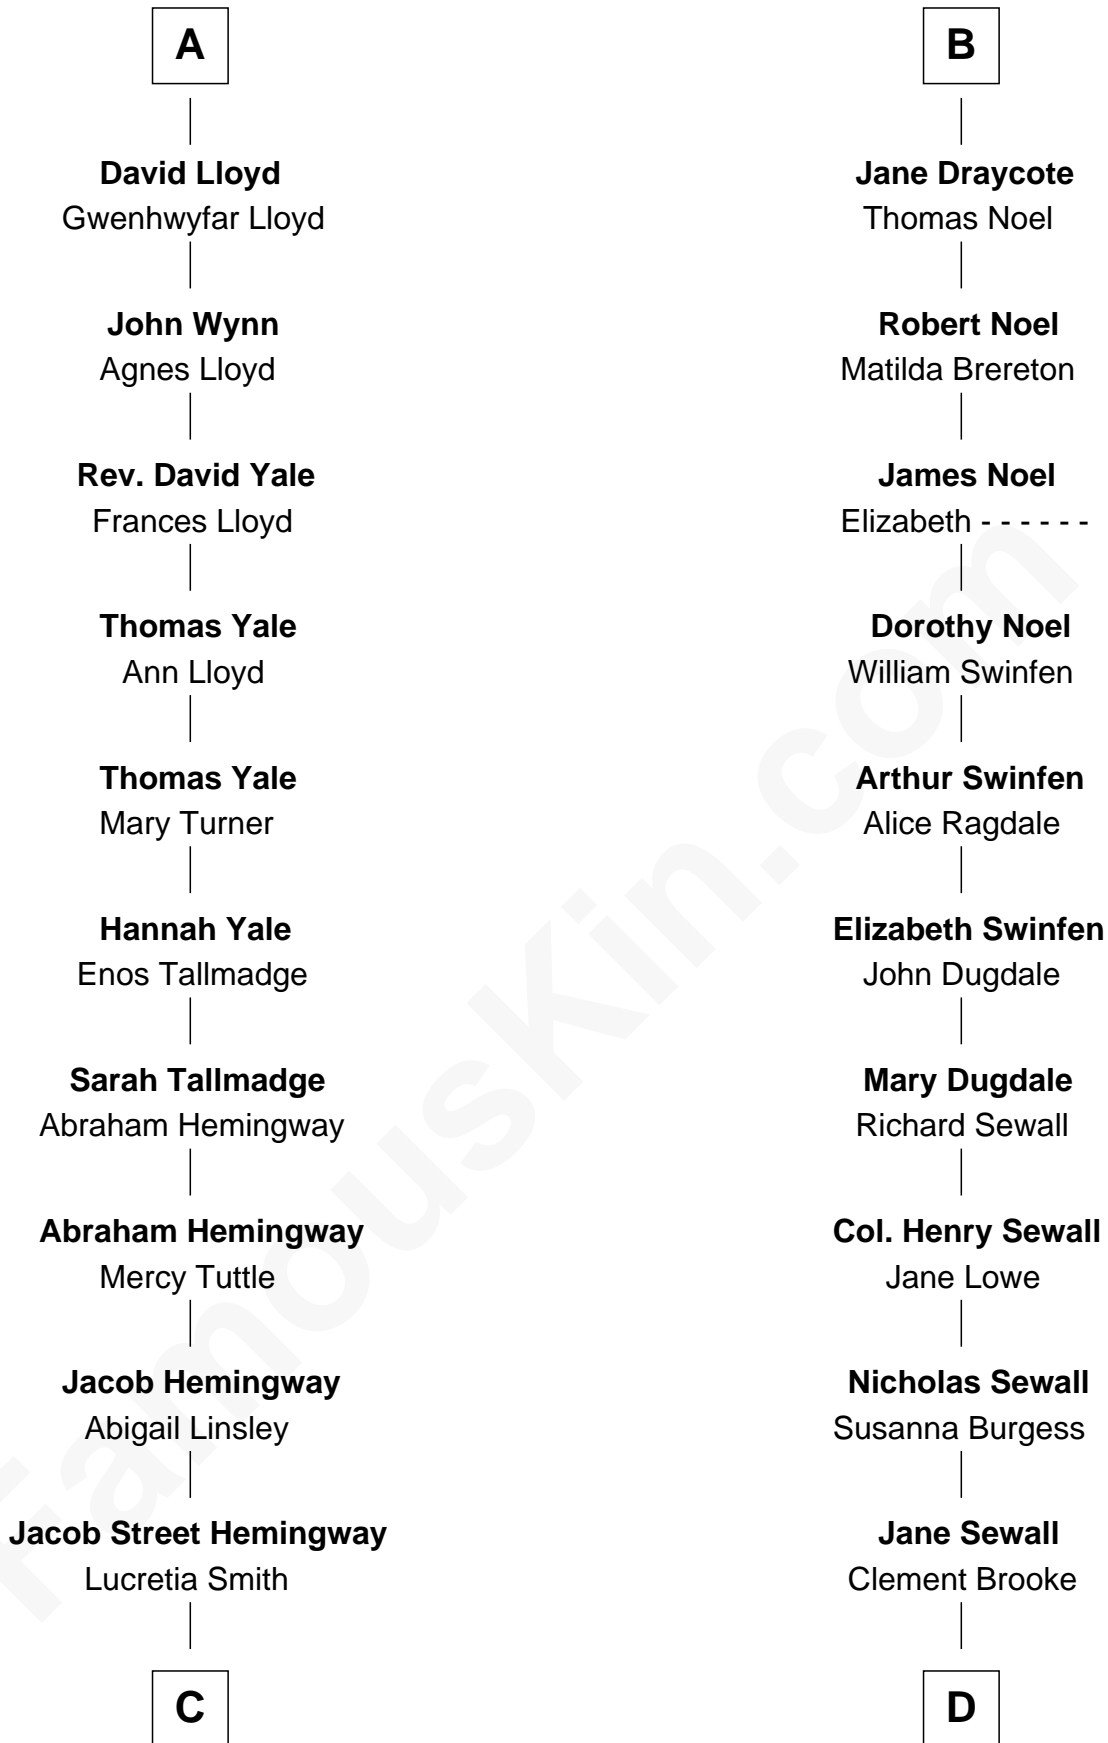 A
David Lloyd
Gwenhwyfar Lloyd
John Wynn
Agnes Lloyd
Rev. David Yale
Frances Lloyd
Thomas Yale
Ann Lloyd
Thomas Yale
Mary Turner
Hannah Yale
Enos Tallmadge
Sarah Tallmadge
Abraham Hemingway
Abraham Hemingway
Mercy Tuttle
Jacob Hemingway
Abigail Linsley
Jacob Street Hemingway
Lucretia Smith
C
B
Jane Draycote
Thomas Noel
Robert Noel
Matilda Brereton
James Noel
Elizabeth - - - - - -
Dorothy Noel
William Swinfen
Arthur Swinfen
Alice Ragdale
Elizabeth Swinfen
John Dugdale
Mary Dugdale
Richard Sewall
Col. Henry Sewall
Jane Lowe
Nicholas Sewall
Susanna Burgess
Jane Sewall
Clement Brooke
D
FamousKin.com